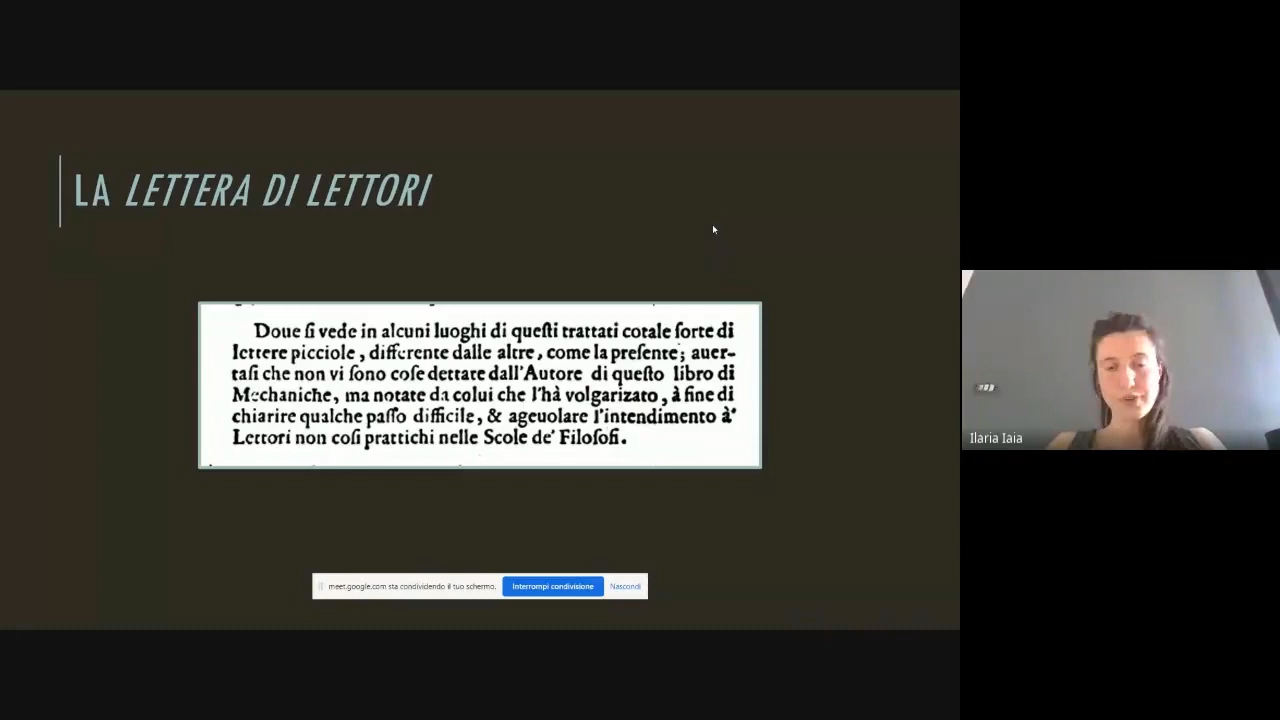 LA LETTERA DI LETTORI
Doue ſi vede in alcuni luoghi di queſti trattati cotale ſorte di
lettere picciole, differente dalle altre, come la preſente; auer-
taſi che non vi ſono coſe dettate dall'Autore di queſto libro di
Mechaniche, ma notate da colui che l'hà volgarizato, à fine di
chiarire qualche paſſo difficile, & ageuolare l'intendimento à'
Lettori non coſi prattichi nelle Scole de' Filoſofi.
meet.google.com sta condividendo il tuo schermo. Interrompi condivisione Nascondi
Ilaria Iaia